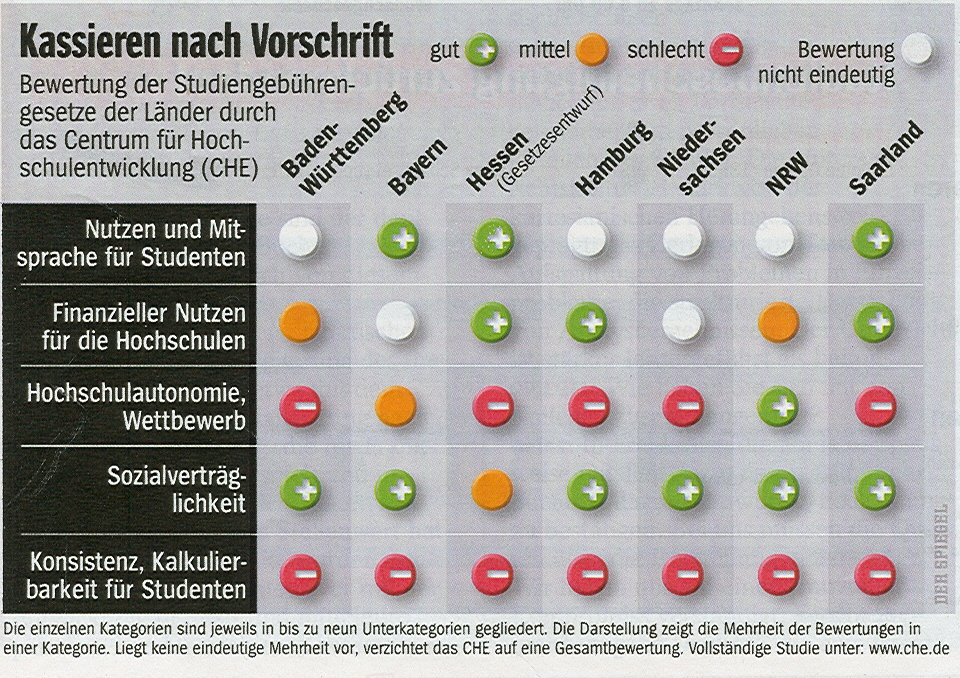 Kassieren nach Vorschrift
gut
mittel
schlecht
Bewertung
nicht eindeutig
Bewertung der Studiengebühren-
gesetze der Länder durch
das Centrum für Hoch-
schulentwicklung (CHE)
Baden-
Württemberg
Bayern
Hessen
(Gesetzesentwurf)
Hamburg
Nieder-
sachsen
NRW
Saarland
Nutzen und Mit-
sprache für Studenten
Finanzieller Nutzen
für die Hochschulen
Hochschulautonomie,
Wettbewerb
Sozialverträg-
lichkeit
Konsistenz, Kalkulier-
barkeit für Studenten
DER SPIEGEL
Die einzelnen Kategorien sind jeweils in bis zu neun Unterkategorien gegliedert. Die Darstellung zeigt die Mehrheit der Bewertungen in
einer Kategorie. Liegt keine eindeutige Mehrheit vor, verzichtet das CHE auf eine Gesamtbewertung. Vollständige Studie unter: www.che.de